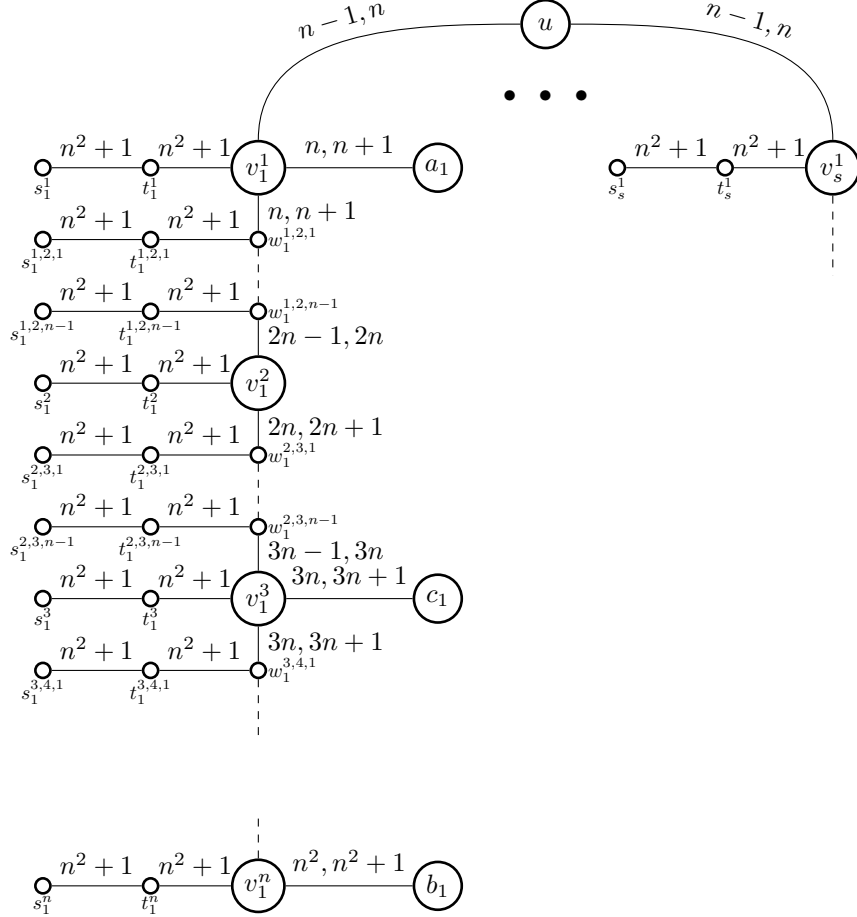 u
n − 1, n
n − 1, n
n² + 1 n² + 1 v₁¹ n, n + 1 a₁ n² + 1 n² + 1 vₛ¹
s₁¹ t₁¹ sₛ¹ tₛ¹
n, n + 1
n² + 1 n² + 1 w₁^{1,2,1}
s₁^{1,2,1} t₁^{1,2,1}
n² + 1 n² + 1 w₁^{1,2,n−1}
s₁^{1,2,n−1} t₁^{1,2,n−1}
2n − 1, 2n
n² + 1 n² + 1 v₁²
s₁² t₁²
2n, 2n + 1
n² + 1 n² + 1 w₁^{2,3,1}
s₁^{2,3,1} t₁^{2,3,1}
n² + 1 n² + 1 w₁^{2,3,n−1}
s₁^{2,3,n−1} t₁^{2,3,n−1}
3n − 1, 3n
n² + 1 n² + 1 v₁³ 3n, 3n + 1 c₁
s₁³ t₁³
3n, 3n + 1
n² + 1 n² + 1 w₁^{3,4,1}
s₁^{3,4,1} t₁^{3,4,1}
n² + 1 n² + 1 v₁ⁿ n², n² + 1 b₁
s₁ⁿ t₁ⁿ